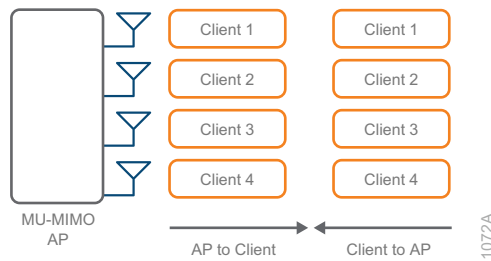 Client 1
Client 1
Client 2
Client 2
Client 3
Client 3
Client 4
Client 4
MU-MIMO
AP
AP to Client
Client to AP
1072A